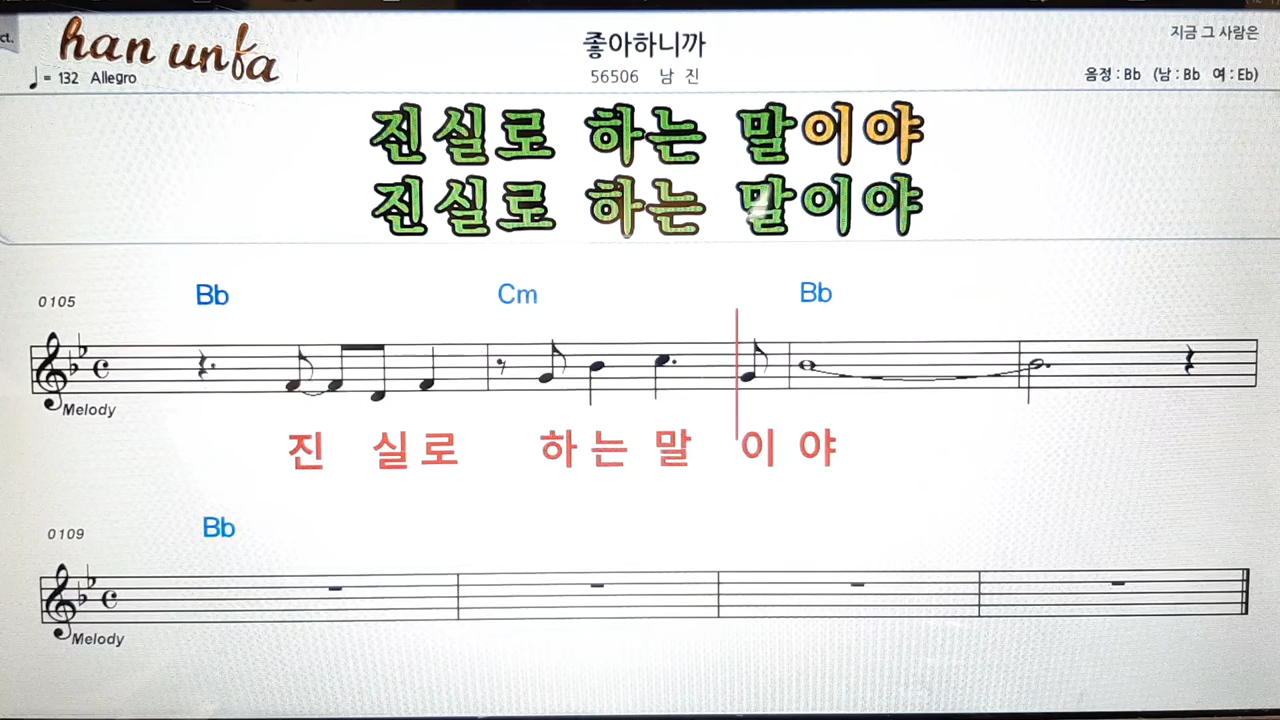 ct.
han unfa
♩= 132 Allegro
좋아하니까
56506 남 진
지금 그 사람은
음정 : Bb (남 : Bb 여 : Eb)
진실로 하는 말이야
진실로 하는 말이야
0105
Bb Cm Bb
Melody
진 실로 하는 말 이 야
0109
Bb
Melody